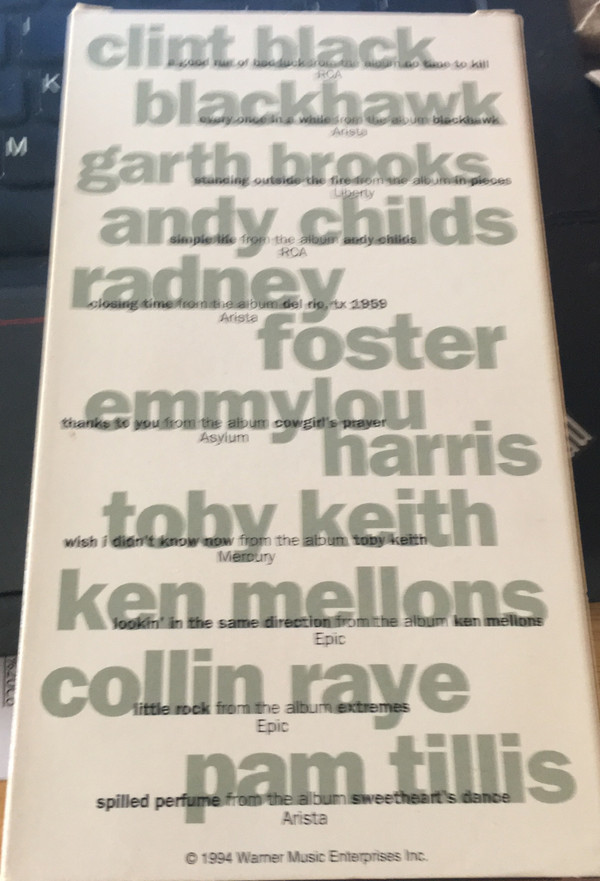 clint black
a good run of bad luck from the album no time to kill
RCA
blackhawk
every once in a while from the album blackhawk
Arista
garth brooks
standing outside the fire from the album in pieces
Liberty
andy childs
simple life from the album andy childs
RCA
radney
closing time from the album del rio, tx 1959
Arista
foster
emmylou
thanks to you from the album cowgirl's prayer
Asylum
harris
toby keith
wish i didn't know now from the album toby keith
Mercury
ken mellons
lookin' in the same direction from the album ken mellons
Epic
collin raye
little rock from the album extremes
Epic
pam tillis
spilled perfume from the album sweetheart's dance
Arista
© 1994 Warner Music Enterprises Inc.
K
M